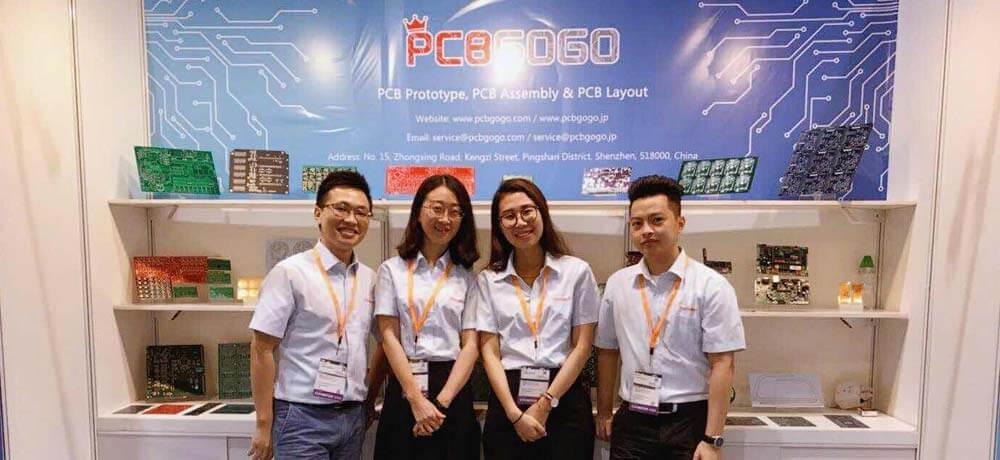 PCBGOGO
PCB Prototype, PCB Assembly & PCB Layout
Website: www.pcbgogo.com / www.pcbgogo.jp
Email: service@pcbgogo.com / service@pcbgogo.jp
Address: No. 15, Zhongxing Road, Kengzi Street, Pingshan District, Shenzhen, 518000, China